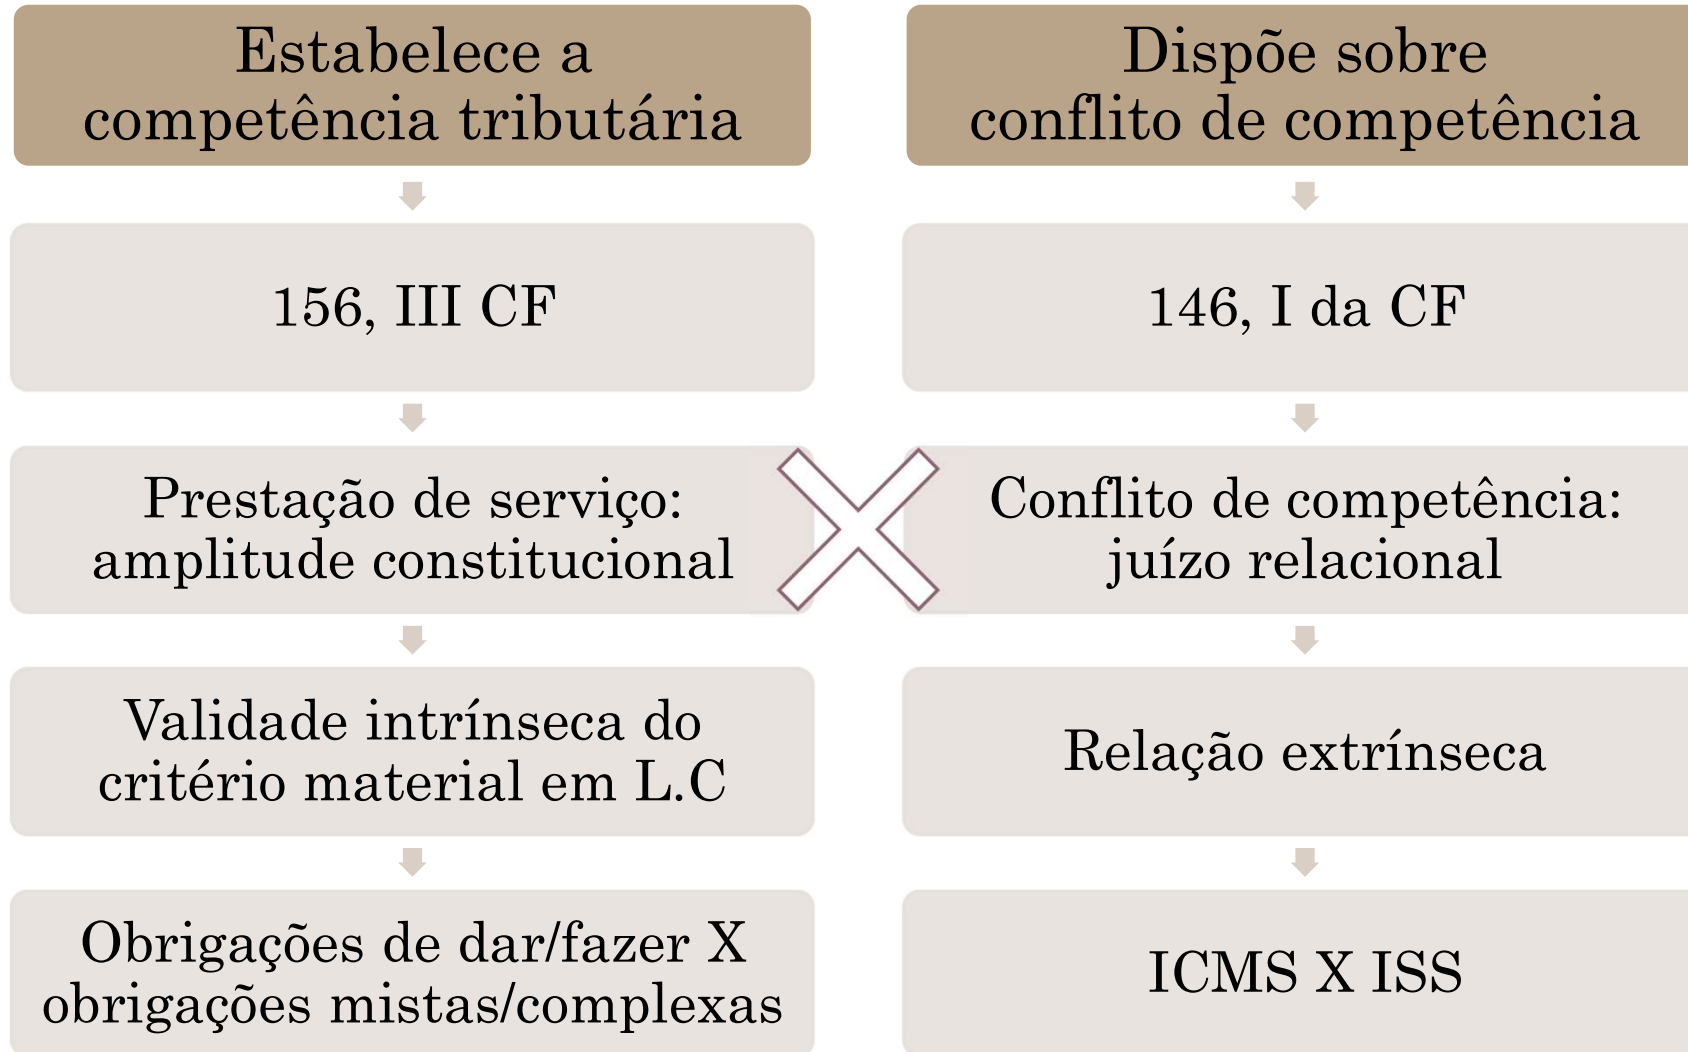 Estabelece a
competência tributária
156, III CF
Prestação de serviço:
amplitude constitucional
Validade intrínseca do
critério material em L.C
Obrigações de dar/fazer X
obrigações mistas/complexas
Dispõe sobre
conflito de competência
146, I da CF
Conflito de competência:
juízo relacional
Relação extrínseca
ICMS X ISS